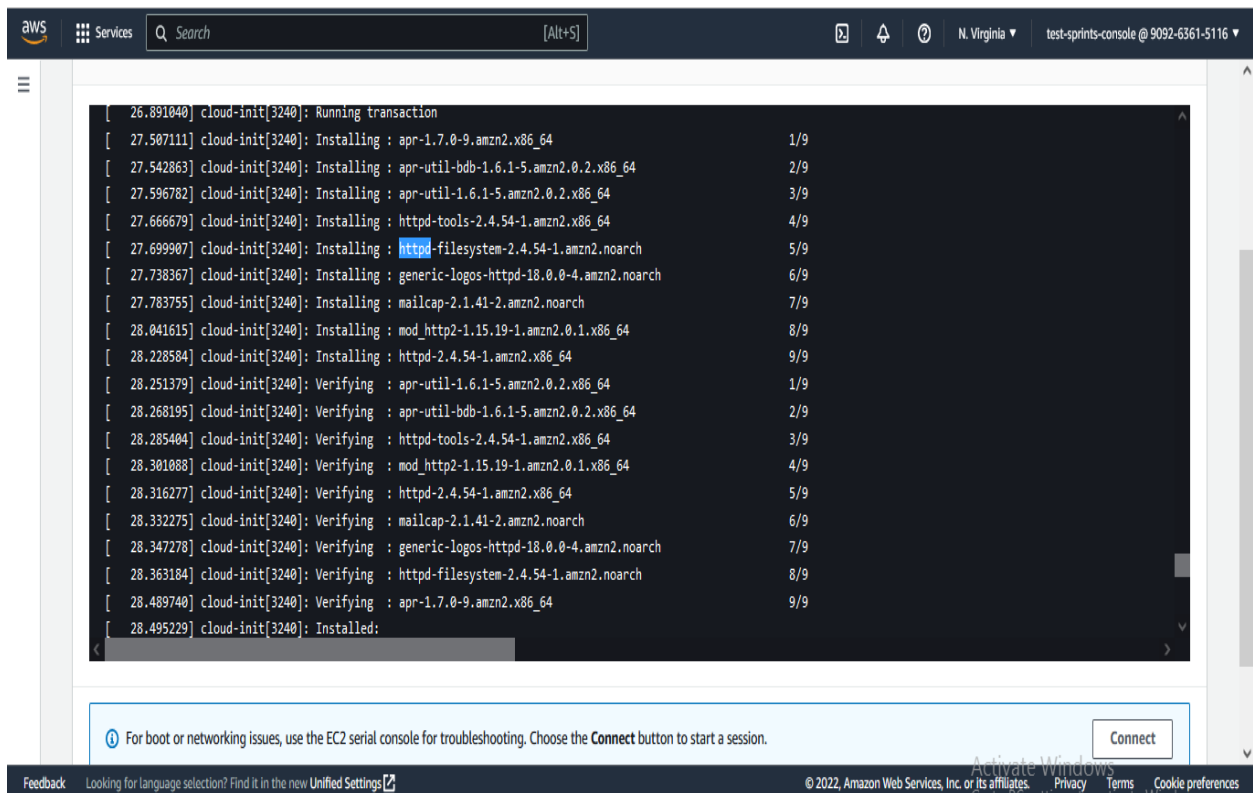 aws Services Search [Alt+S] N. Virginia ▼ test-sprints-console @ 9092-6361-5116 ▼
[ 26.891040] cloud-init[3240]: Running transaction
[ 27.507111] cloud-init[3240]: Installing : apr-1.7.0-9.amzn2.x86_64 1/9
[ 27.542863] cloud-init[3240]: Installing : apr-util-bdb-1.6.1-5.amzn2.0.2.x86_64 2/9
[ 27.596782] cloud-init[3240]: Installing : apr-util-1.6.1-5.amzn2.0.2.x86_64 3/9
[ 27.666679] cloud-init[3240]: Installing : httpd-tools-2.4.54-1.amzn2.x86_64 4/9
[ 27.699907] cloud-init[3240]: Installing : httpd-filesystem-2.4.54-1.amzn2.noarch 5/9
[ 27.738367] cloud-init[3240]: Installing : generic-logos-httpd-18.0.0-4.amzn2.noarch 6/9
[ 27.783755] cloud-init[3240]: Installing : mailcap-2.1.41-2.amzn2.noarch 7/9
[ 28.041615] cloud-init[3240]: Installing : mod_http2-1.15.19-1.amzn2.0.1.x86_64 8/9
[ 28.228584] cloud-init[3240]: Installing : httpd-2.4.54-1.amzn2.x86_64 9/9
[ 28.251379] cloud-init[3240]: Verifying : apr-util-1.6.1-5.amzn2.0.2.x86_64 1/9
[ 28.268195] cloud-init[3240]: Verifying : apr-util-bdb-1.6.1-5.amzn2.0.2.x86_64 2/9
[ 28.285404] cloud-init[3240]: Verifying : httpd-tools-2.4.54-1.amzn2.x86_64 3/9
[ 28.301088] cloud-init[3240]: Verifying : mod_http2-1.15.19-1.amzn2.0.1.x86_64 4/9
[ 28.316277] cloud-init[3240]: Verifying : httpd-2.4.54-1.amzn2.x86_64 5/9
[ 28.332275] cloud-init[3240]: Verifying : mailcap-2.1.41-2.amzn2.noarch 6/9
[ 28.347278] cloud-init[3240]: Verifying : generic-logos-httpd-18.0.0-4.amzn2.noarch 7/9
[ 28.363184] cloud-init[3240]: Verifying : httpd-filesystem-2.4.54-1.amzn2.noarch 8/9
[ 28.489740] cloud-init[3240]: Verifying : apr-1.7.0-9.amzn2.x86_64 9/9
[ 28.495229] cloud-init[3240]: Installed:
For boot or networking issues, use the EC2 serial console for troubleshooting. Choose the Connect button to start a session. Connect
Activate Windows
Feedback Looking for language selection? Find it in the new Unified Settings © 2022, Amazon Web Services, Inc. or its affiliates. Privacy Terms Cookie preferences